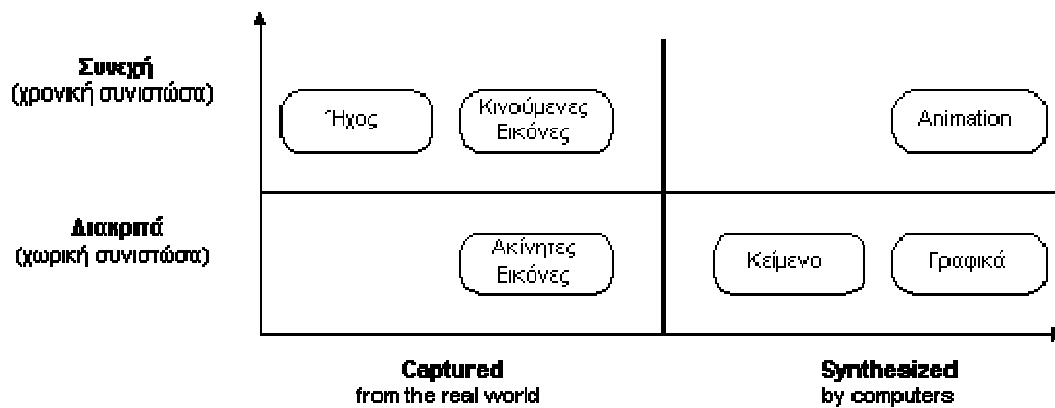 Συνεχή
(χρονική συνιστώσα)
Ήχος
Κινούμενες
Εικόνες
Animation
Διακριτά
(χωρική συνιστώσα)
Ακίνητες
Εικόνες
Κείμενο
Γραφικά
Captured
from the real world
Synthesized
by computers